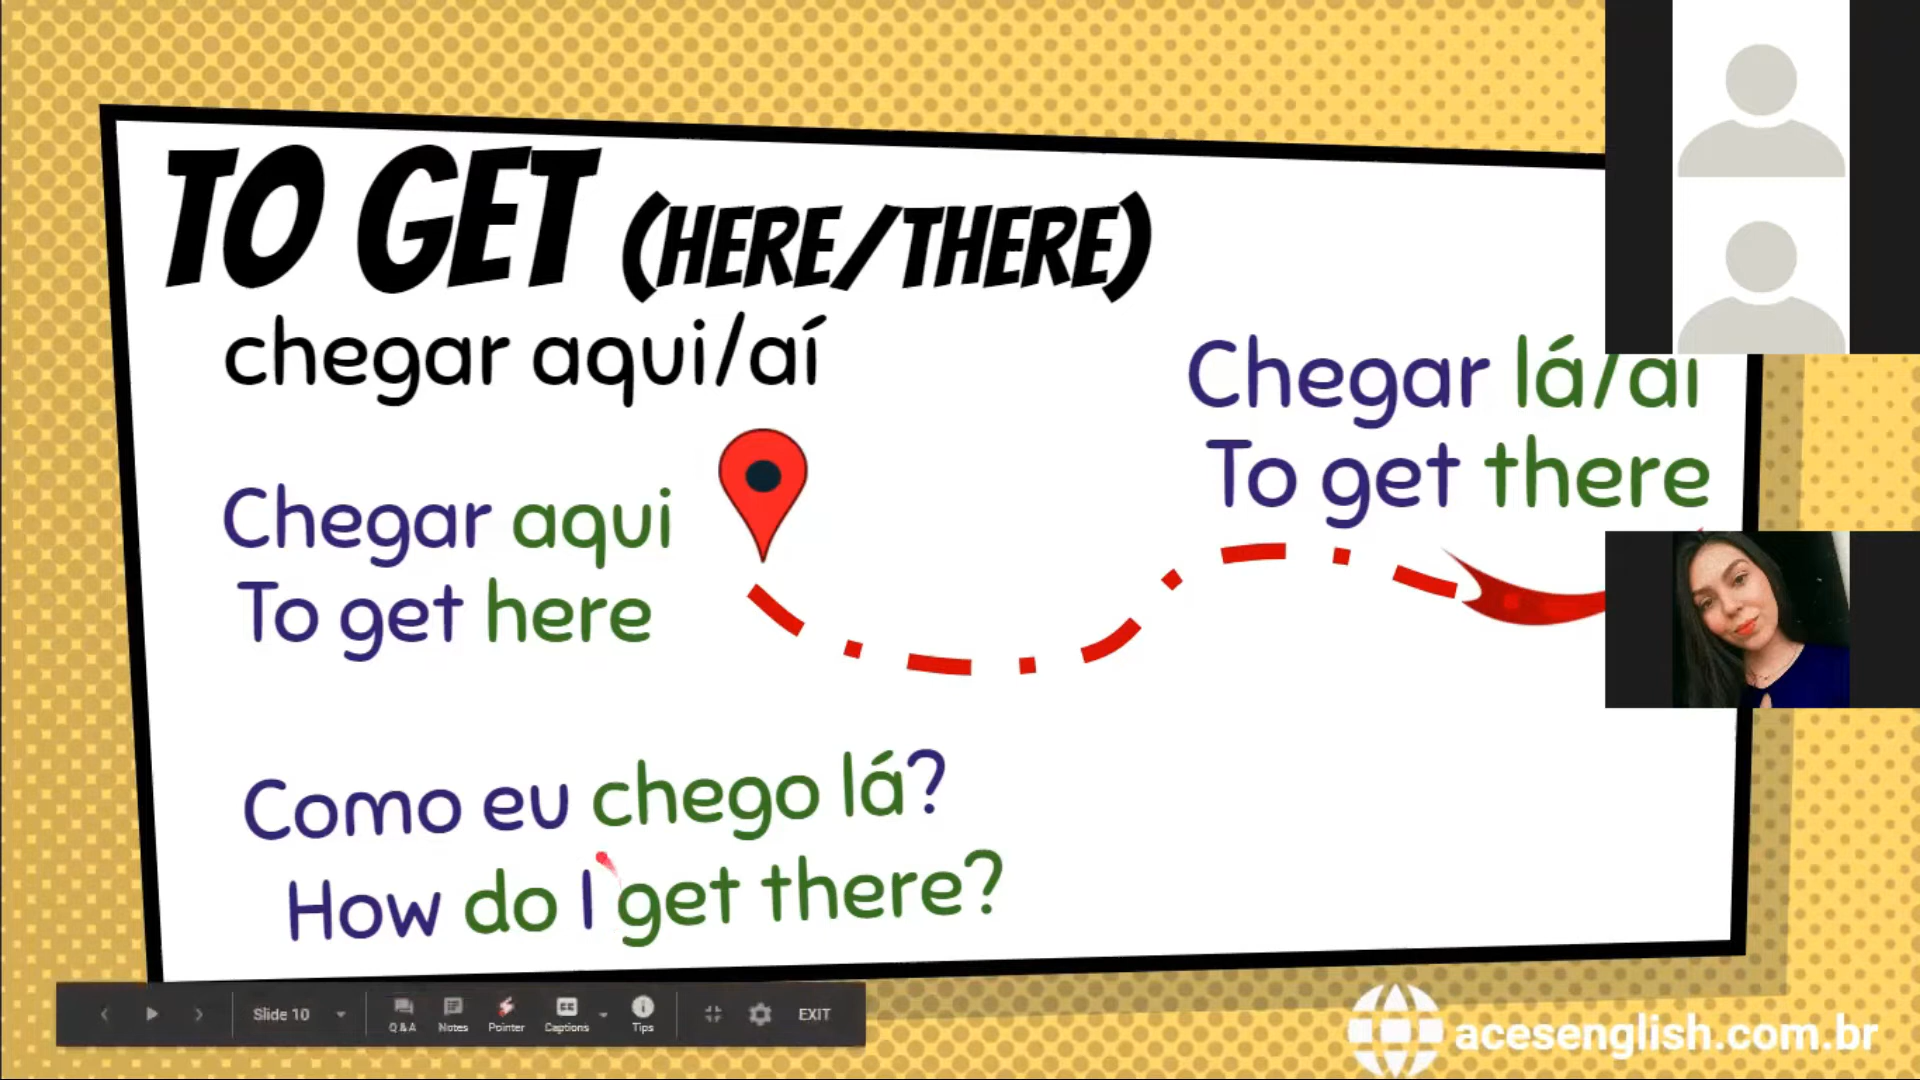 TO GET (HERE/THERE)
chegar aqui/aí
Chegar lá/aí
To get there
Chegar aqui
To get here
Como eu chego lá?
How do I get there?
Slide 10
Q&A
Notes
Pointer
Captions
Tips
EXIT
acesenglish.com.br